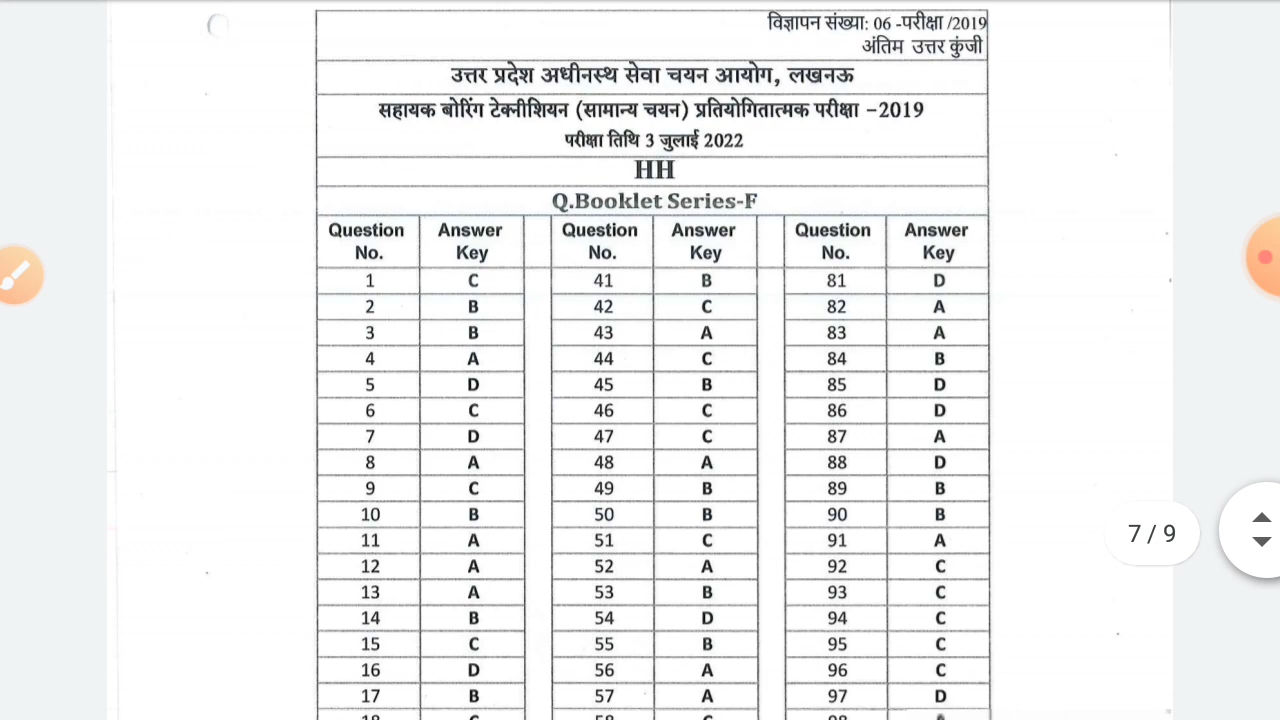 विज्ञापन संख्या: 06 -परीक्षा /2019
अंतिम उत्तर कुंजी
उत्तर प्रदेश अधीनस्थ सेवा चयन आयोग, लखनऊ
सहायक बोरिंग टेक्नीशियन (सामान्य चयन) प्रतियोगितात्मक परीक्षा -2019
परीक्षा तिथि 3 जुलाई 2022
HH
Q.Booklet Series-F
Question No. Answer Key Question No. Answer Key Question No. Answer Key
1 C 41 B 81 D
2 B 42 C 82 A
3 B 43 A 83 A
4 A 44 C 84 B
5 D 45 B 85 D
6 C 46 C 86 D
7 D 47 C 87 A
8 A 48 A 88 D
9 C 49 B 89 B
10 B 50 B 90 B
11 A 51 C 91 A
12 A 52 A 92 C
13 A 53 B 93 C
14 B 54 D 94 C
15 C 55 B 95 C
16 D 56 A 96 C
17 B 57 A 97 D
7 / 9